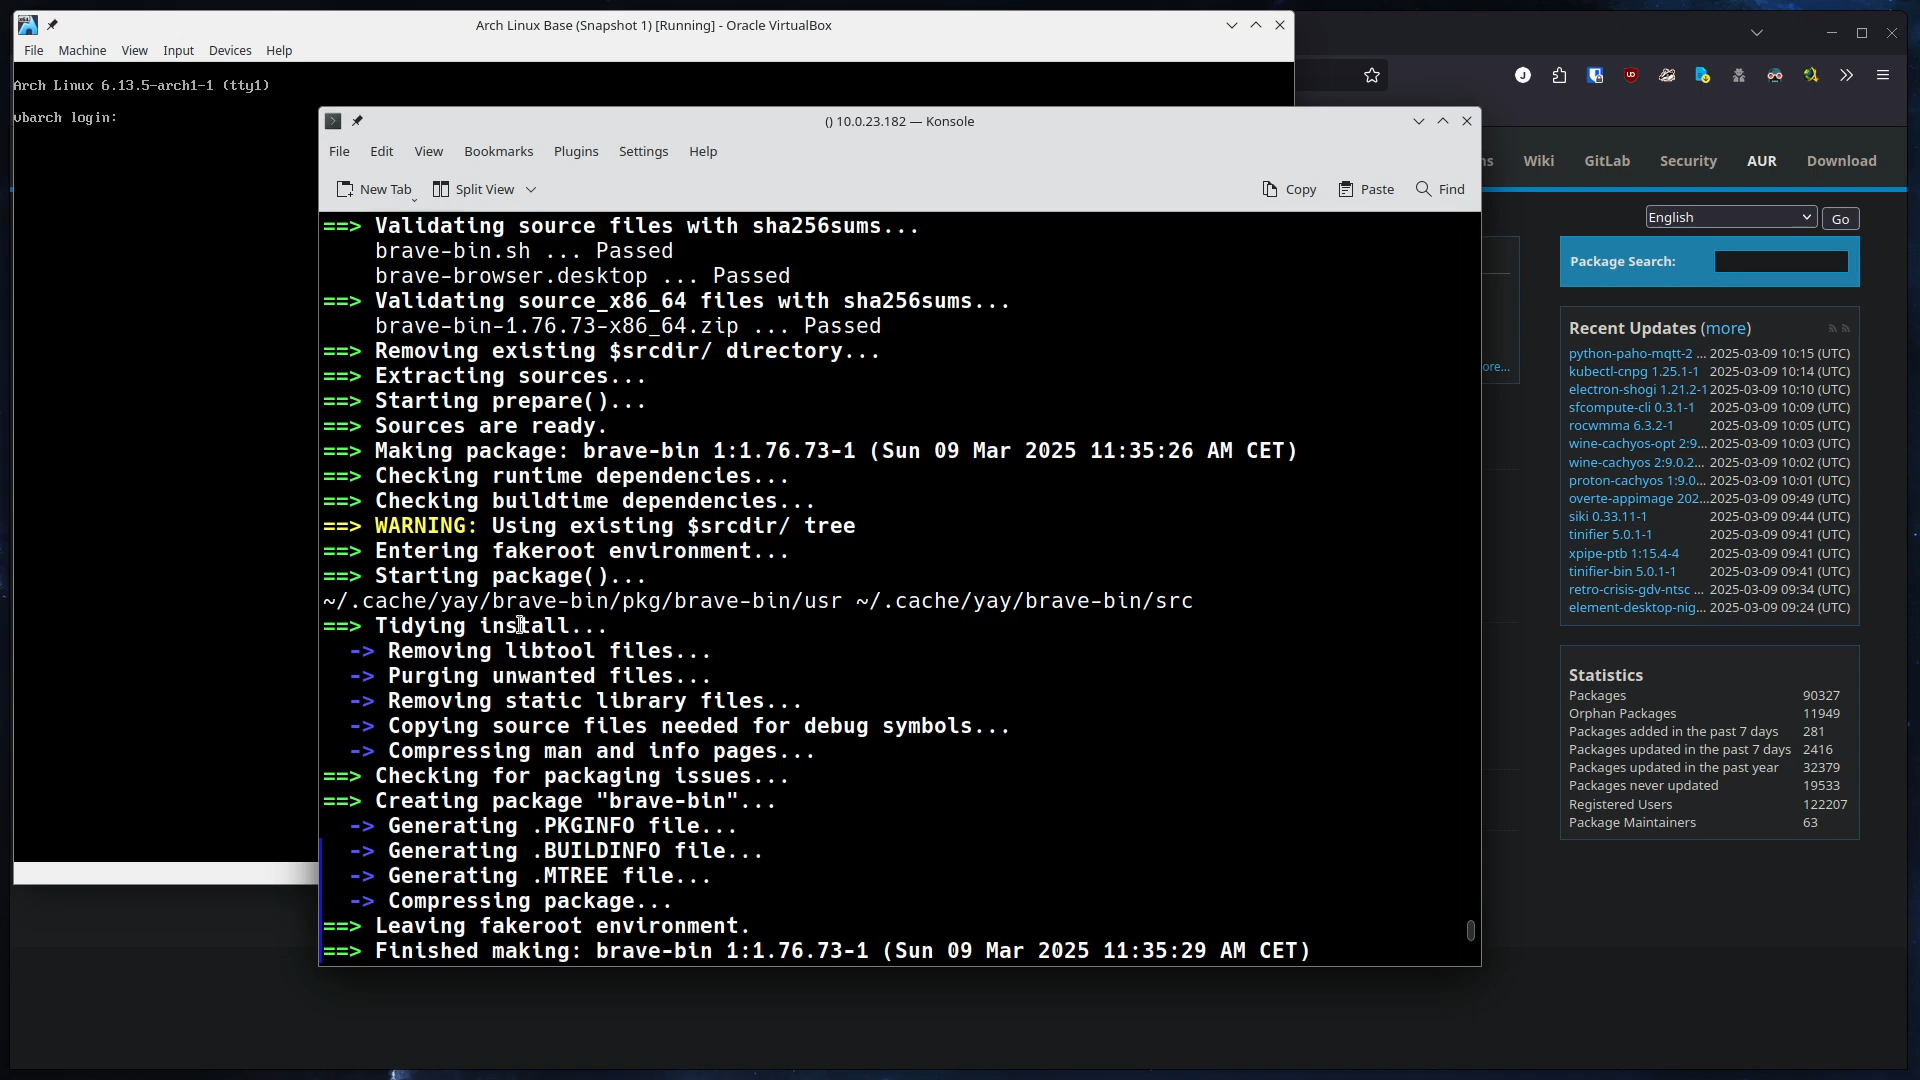 Arch Linux Base (Snapshot 1) [Running] - Oracle VirtualBox
File Machine View Input Devices Help
Arch Linux 6.13.5-arch1-1 (tty1)
vbarch login:
() 10.0.23.182 — Konsole
File Edit View Bookmarks Plugins Settings Help
New Tab Split View Copy Paste Find
==> Validating source files with sha256sums...
brave-bin.sh ... Passed
brave-browser.desktop ... Passed
==> Validating source_x86_64 files with sha256sums...
brave-bin-1.76.73-x86_64.zip ... Passed
==> Removing existing $srcdir/ directory...
==> Extracting sources...
==> Starting prepare()...
==> Sources are ready.
==> Making package: brave-bin 1:1.76.73-1 (Sun 09 Mar 2025 11:35:26 AM CET)
==> Checking runtime dependencies...
==> Checking buildtime dependencies...
==> WARNING: Using existing $srcdir/ tree
==> Entering fakeroot environment...
==> Starting package()...
~/.cache/yay/brave-bin/pkg/brave-bin/usr ~/.cache/yay/brave-bin/src
==> Tidying install...
-> Removing libtool files...
-> Purging unwanted files...
-> Removing static library files...
-> Copying source files needed for debug symbols...
-> Compressing man and info pages...
==> Checking for packaging issues...
==> Creating package "brave-bin"...
-> Generating .PKGINFO file...
-> Generating .BUILDINFO file...
-> Generating .MTREE file...
-> Compressing package...
==> Leaving fakeroot environment.
==> Finished making: brave-bin 1:1.76.73-1 (Sun 09 Mar 2025 11:35:29 AM CET)
J
ns Wiki GitLab Security AUR Download
English Go
Package Search:
ore...
Recent Updates (more)
python-paho-mqtt-2 ... 2025-03-09 10:15 (UTC)
kubectl-cnpg 1.25.1-1 2025-03-09 10:14 (UTC)
electron-shogi 1.21.2-1 2025-03-09 10:10 (UTC)
sfcompute-cli 0.3.1-1 2025-03-09 10:09 (UTC)
rocwmma 6.3.2-1 2025-03-09 10:05 (UTC)
wine-cachyos-opt 2:9... 2025-03-09 10:03 (UTC)
wine-cachyos 2:9.0.2... 2025-03-09 10:02 (UTC)
proton-cachyos 1:9.0... 2025-03-09 10:01 (UTC)
overte-appimage 202... 2025-03-09 09:49 (UTC)
siki 0.33.11-1 2025-03-09 09:44 (UTC)
tinifier 5.0.1-1 2025-03-09 09:41 (UTC)
xpipe-ptb 1:15.4-4 2025-03-09 09:41 (UTC)
tinifier-bin 5.0.1-1 2025-03-09 09:41 (UTC)
retro-crisis-gdv-ntsc ... 2025-03-09 09:34 (UTC)
element-desktop-nig... 2025-03-09 09:24 (UTC)
Statistics
Packages 90327
Orphan Packages 11949
Packages added in the past 7 days 281
Packages updated in the past 7 days 2416
Packages updated in the past year 32379
Packages never updated 19533
Registered Users 122207
Package Maintainers 63